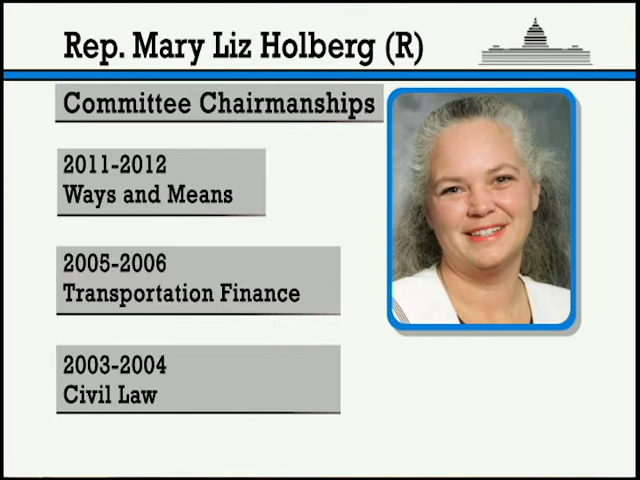 Rep. Mary Liz Holberg (R)
Committee Chairmanships
2011-2012
Ways and Means
2005-2006
Transportation Finance
2003-2004
Civil Law